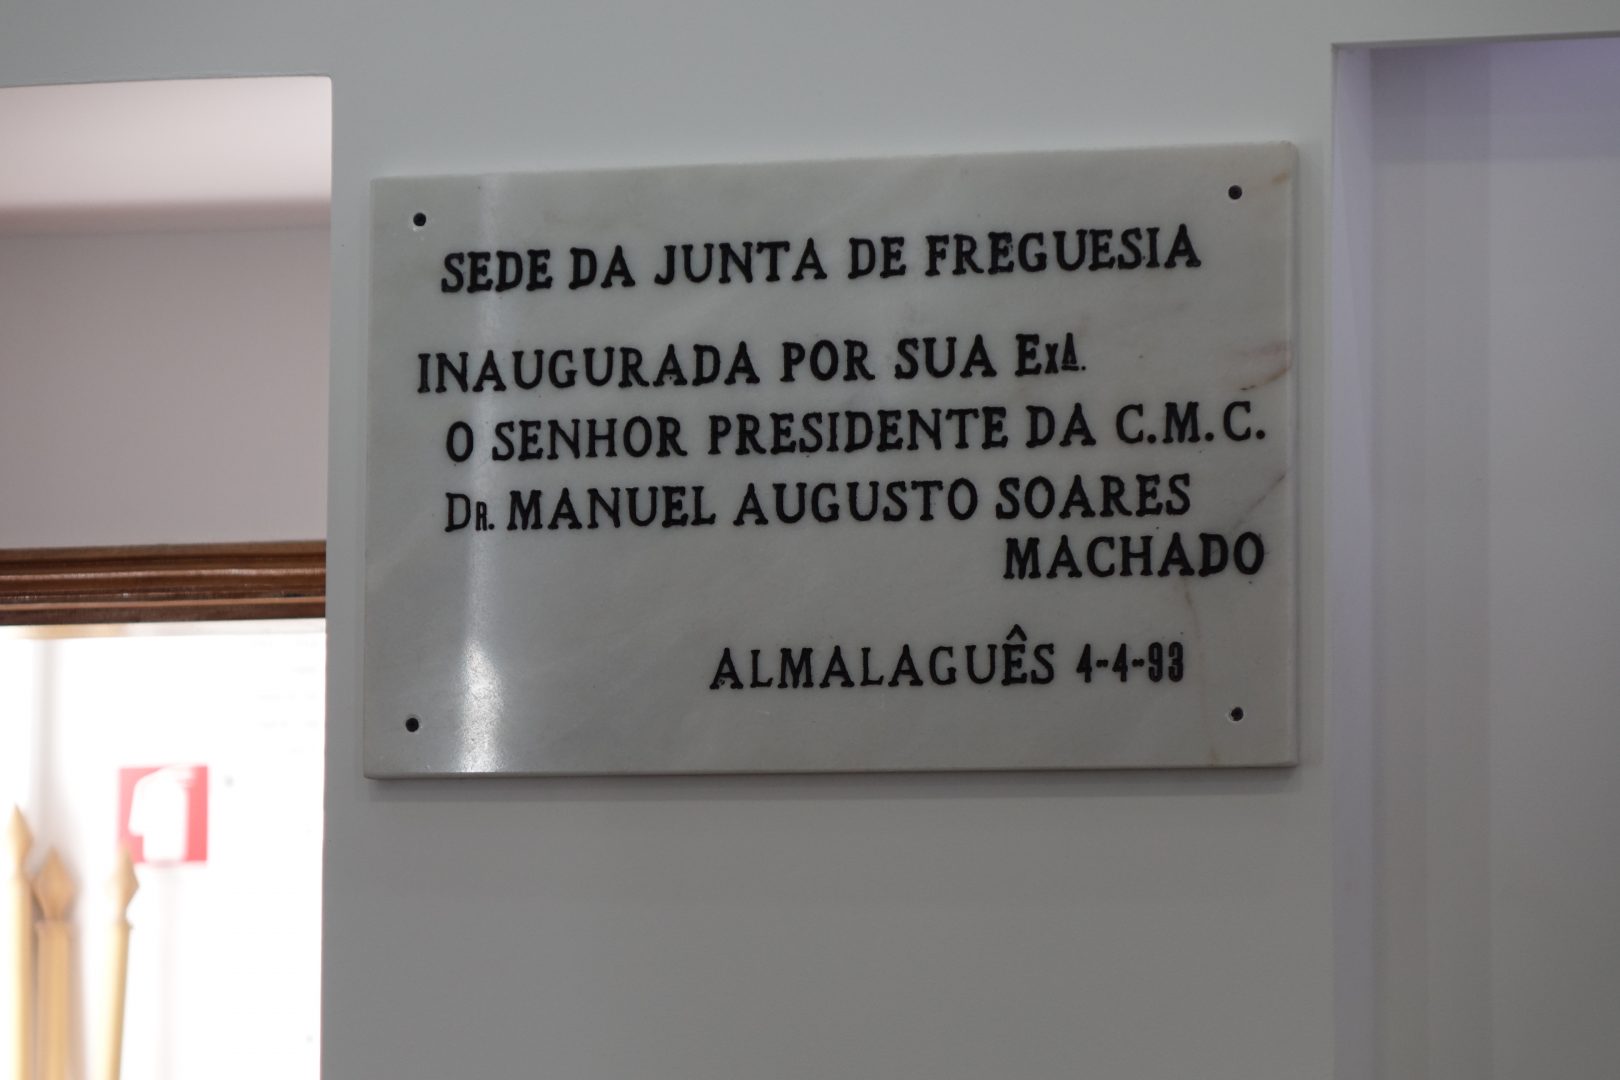 SEDE DA JUNTA DE FREGUESIA
INAUGURADA POR SUA EXA.
O SENHOR PRESIDENTE DA C.M.C.
DR. MANUEL AUGUSTO SOARES
MACHADO
ALMALAGUÊS 4-4-93